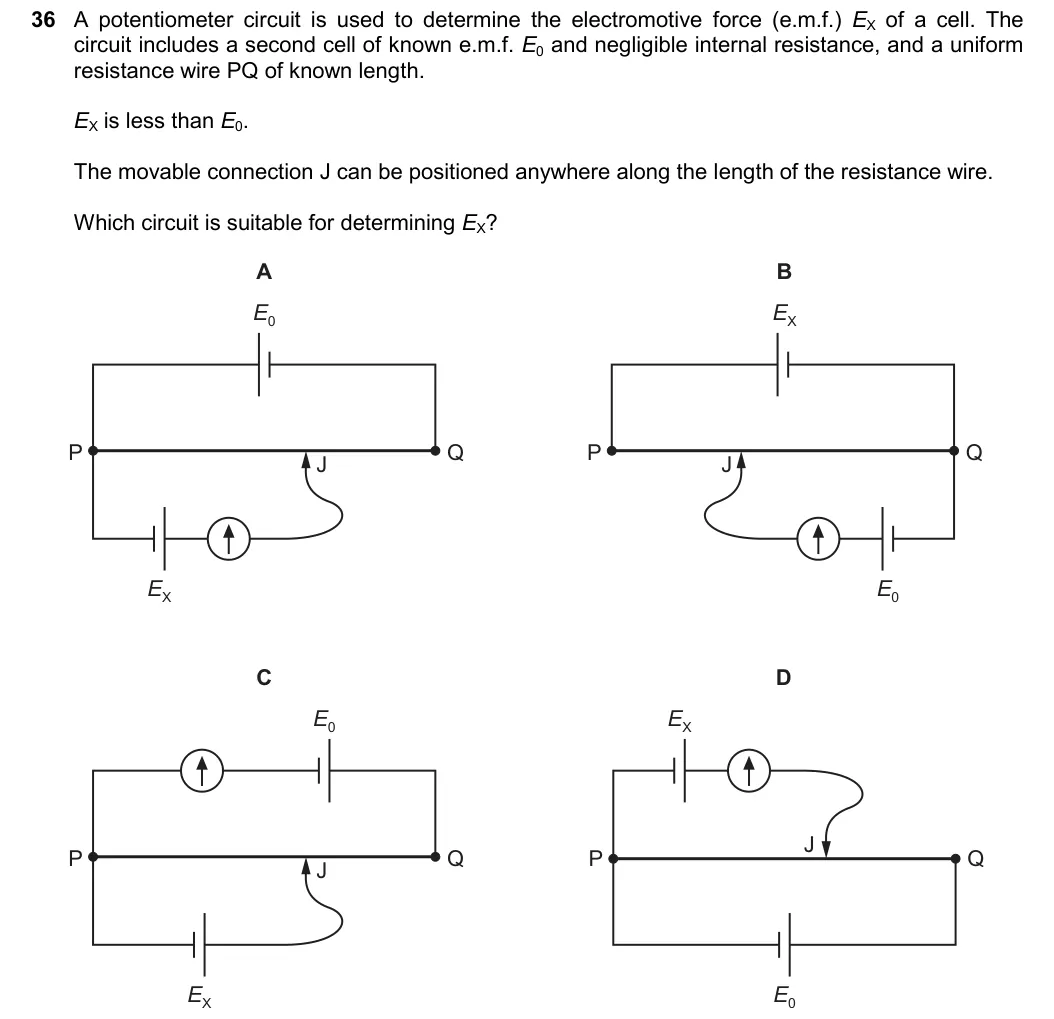 36 A potentiometer circuit is used to determine the electromotive force (e.m.f.) Eₓ of a cell. The
circuit includes a second cell of known e.m.f. E₀ and negligible internal resistance, and a uniform
resistance wire PQ of known length.
Eₓ is less than E₀.
The movable connection J can be positioned anywhere along the length of the resistance wire.
Which circuit is suitable for determining Eₓ?
A
B
E₀
Eₓ
P
J
Q
P
J
Q
Eₓ
E₀
C
D
E₀
Eₓ
P
J
Q
P
J
Q
Eₓ
E₀